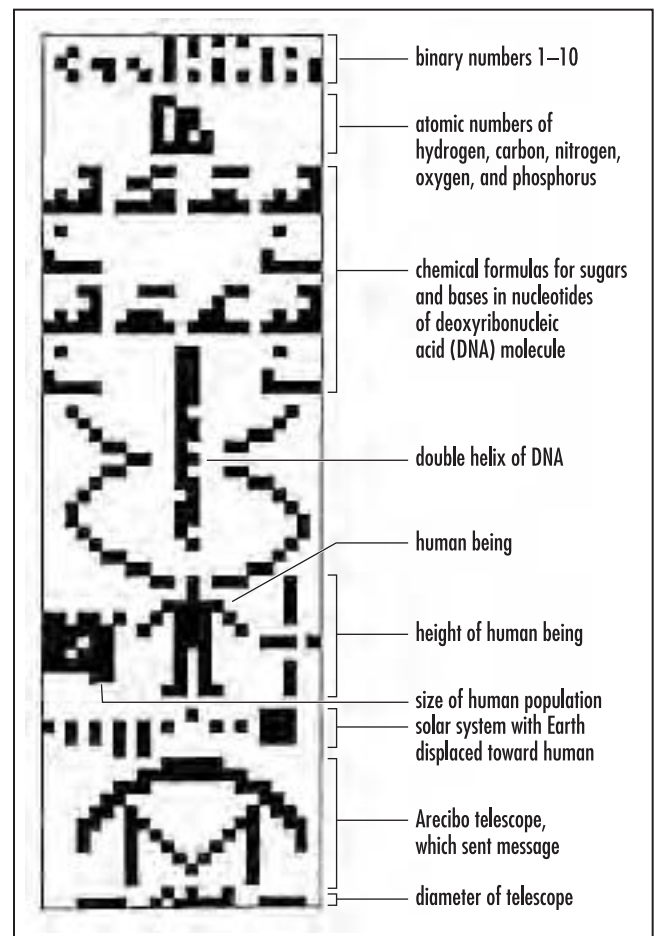 binary numbers 1–10
atomic numbers of
hydrogen, carbon, nitrogen,
oxygen, and phosphorus
chemical formulas for sugars
and bases in nucleotides
of deoxyribonucleic
acid (DNA) molecule
double helix of DNA
human being
height of human being
size of human population
solar system with Earth
displaced toward human
Arecibo telescope,
which sent message
diameter of telescope